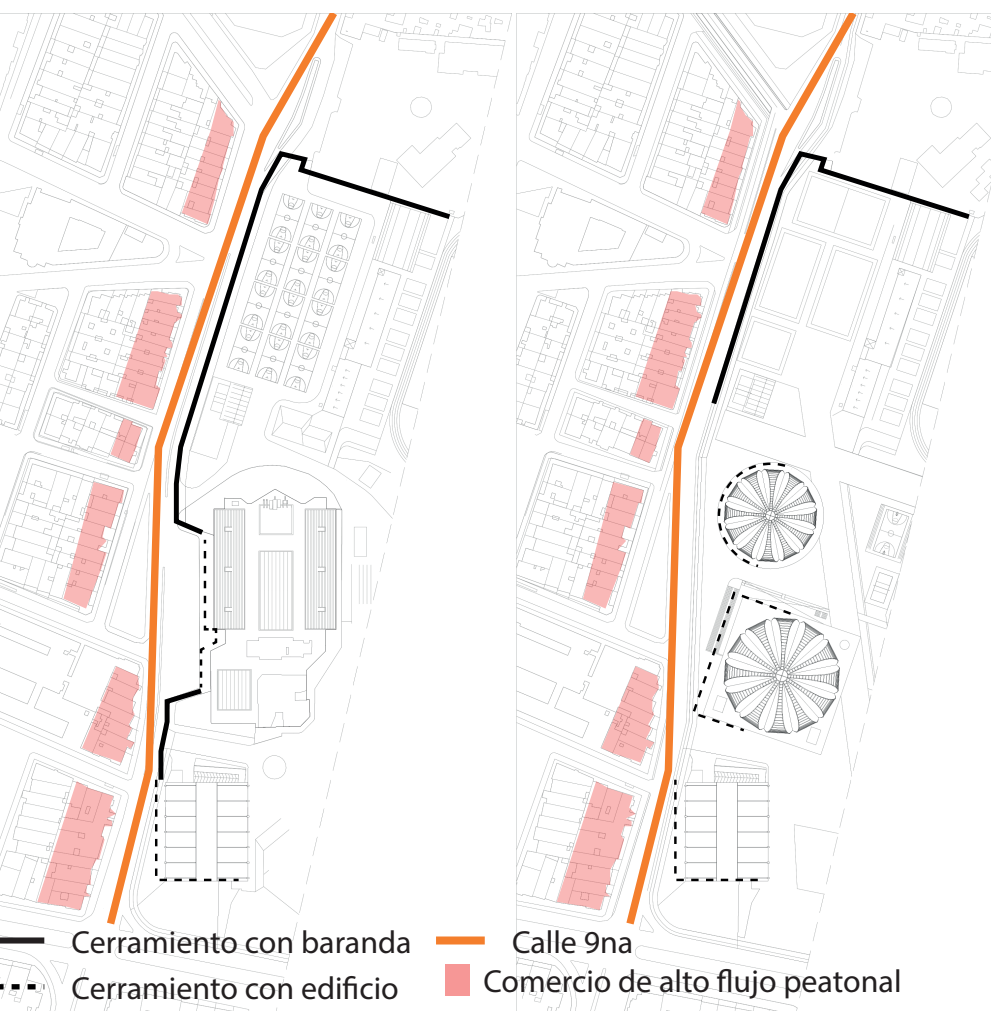 Cerramiento con baranda
Calle 9na
Cerramiento con edificio
Comercio de alto flujo peatonal